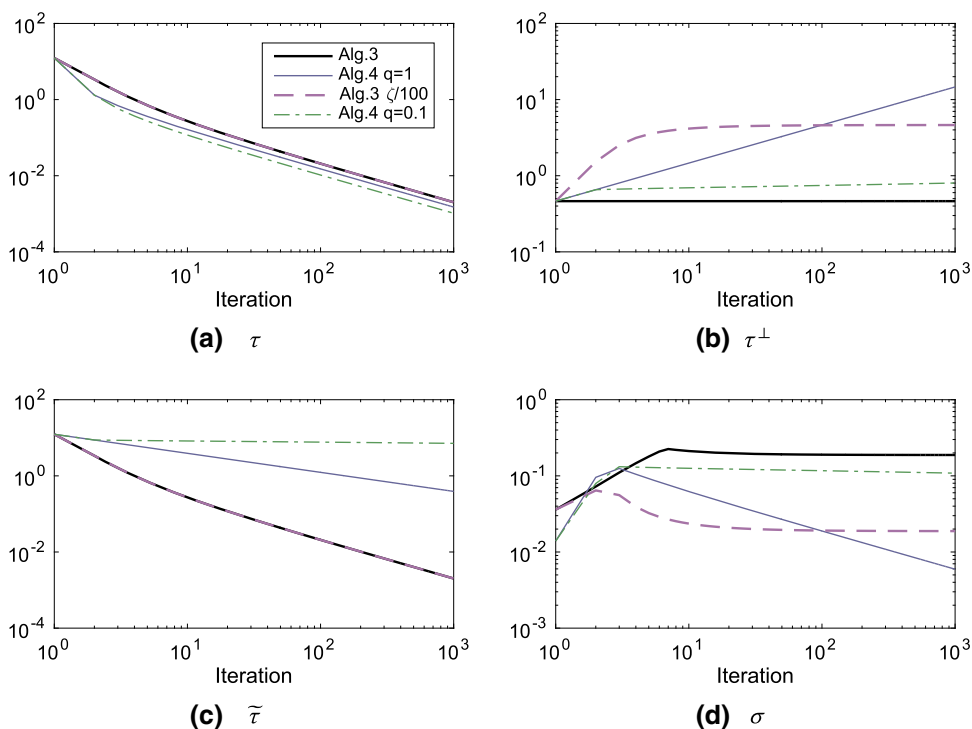 10^2
10^0
10^-2
10^-4
10^0
10^1
10^2
10^3
Iteration
Alg.3
Alg.4 q=1
Alg.3 ζ/100
Alg.4 q=0.1
(a) τ
10^2
10^1
10^0
10^-1
10^0
10^1
10^2
10^3
Iteration
(b) τ^⊥
10^2
10^0
10^-2
10^-4
10^0
10^1
10^2
10^3
Iteration
(c) τ̃
10^0
10^-1
10^-2
10^-3
10^0
10^1
10^2
10^3
Iteration
(d) σ